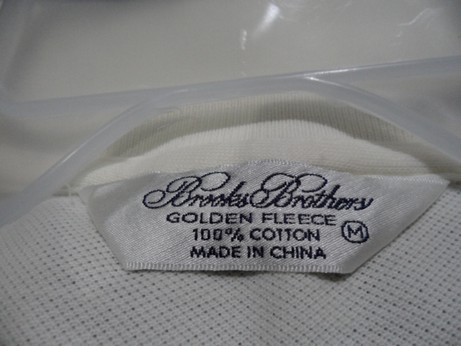 Brooks Brothers
GOLDEN FLEECE
100% COTTON M
MADE IN CHINA